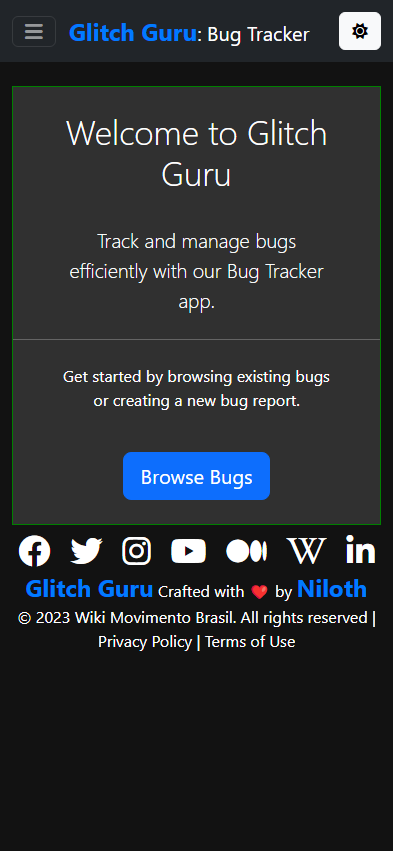 Glitch Guru: Bug Tracker
Welcome to Glitch
Guru
Track and manage bugs
efficiently with our Bug Tracker
app.
Get started by browsing existing bugs
or creating a new bug report.
Browse Bugs
Glitch Guru Crafted with ❤️ by Niloth
© 2023 Wiki Movimento Brasil. All rights reserved |
Privacy Policy | Terms of Use